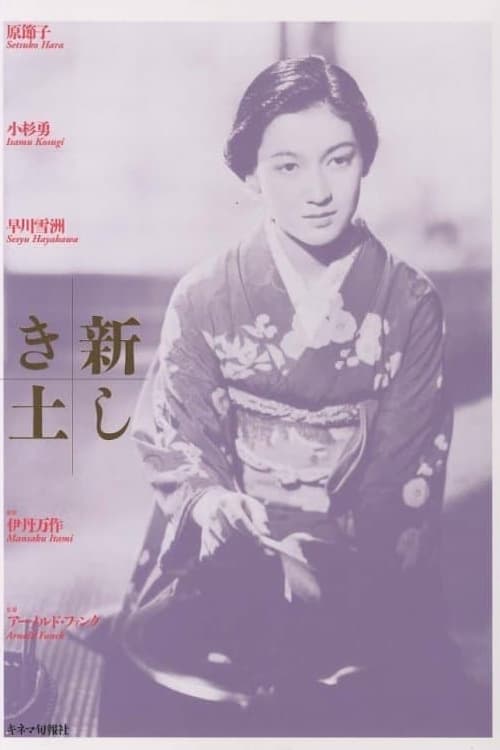 原節子
Setsuko Hara
小杉勇
Isamu Kosugi
早川雪洲
Sesyu Hayakawa
新し
き土
伊丹万作
Mansaku Itami
アーノルド・ファンク
Arnold Fanck
キネマ旬報社